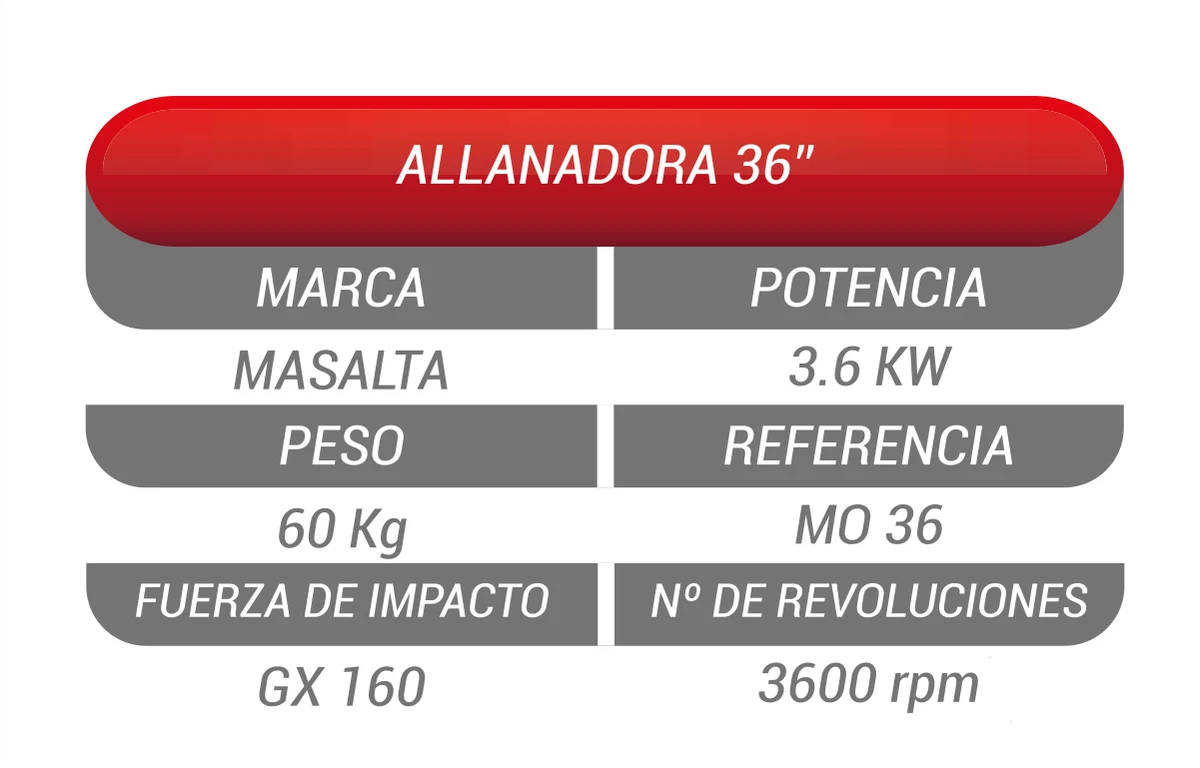 ALLANADORA 36"
MARCA POTENCIA
MASALTA 3.6 KW
PESO REFERENCIA
60 Kg MO 36
FUERZA DE IMPACTO Nº DE REVOLUCIONES
GX 160 3600 rpm